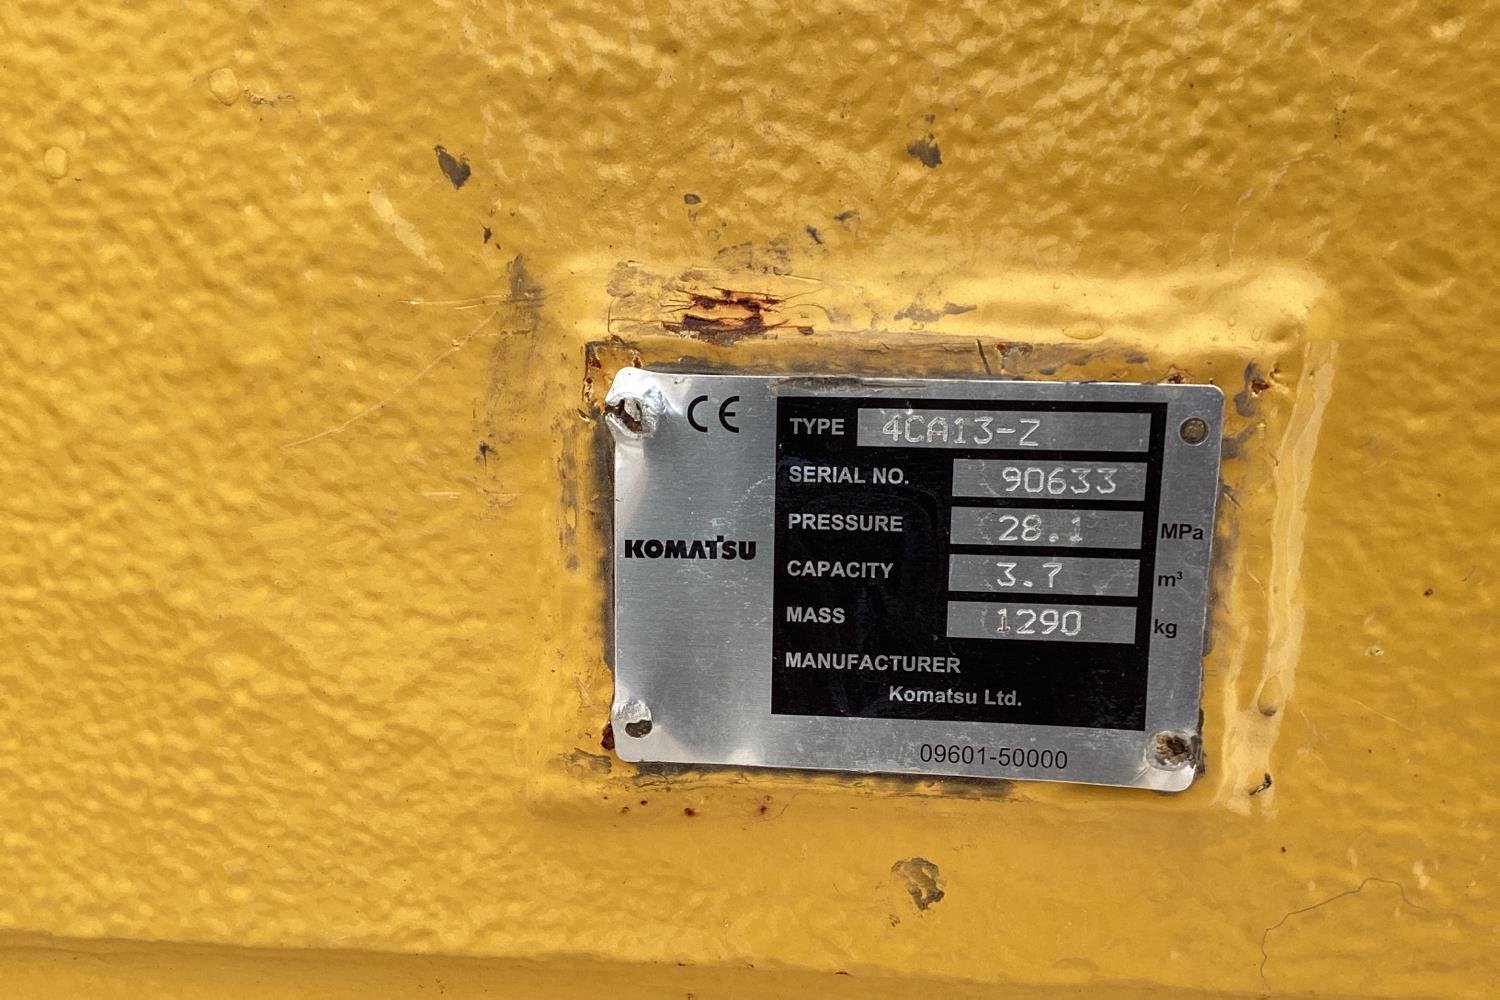 CE
TYPE 4CA13-Z
SERIAL NO. 90633
PRESSURE 28.1 MPa
CAPACITY 3.7 m³
MASS 1290 kg
KOMATSU
MANUFACTURER
Komatsu Ltd.
09601-50000